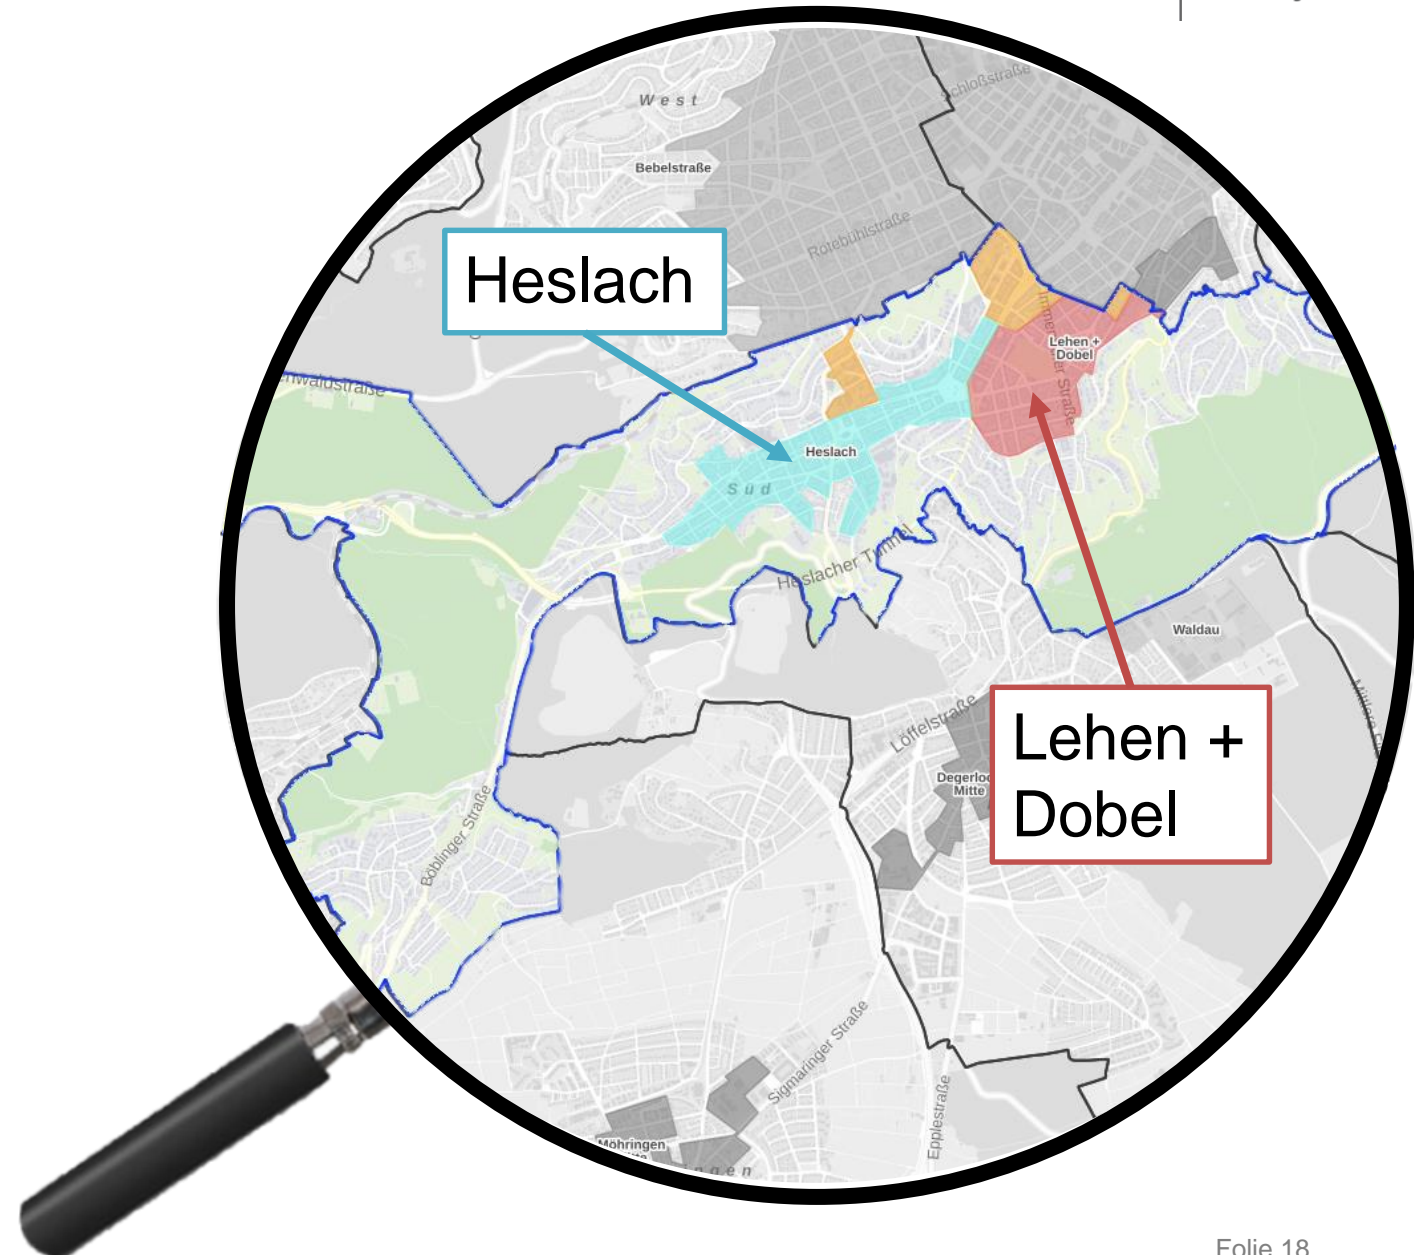 Schloßstraße
West
Bebelstraße
Rotebühlstraße
Heslach
Lehen +
Dobel
Heslach
Süd
Heslacher Tunnel
Waldau
Löffelstraße
Lehen +
Dobel
Degerloch
Mitte
Böblinger Straße
Sigmaringer Straße
Epplestraße
Möhringen
Folie 18